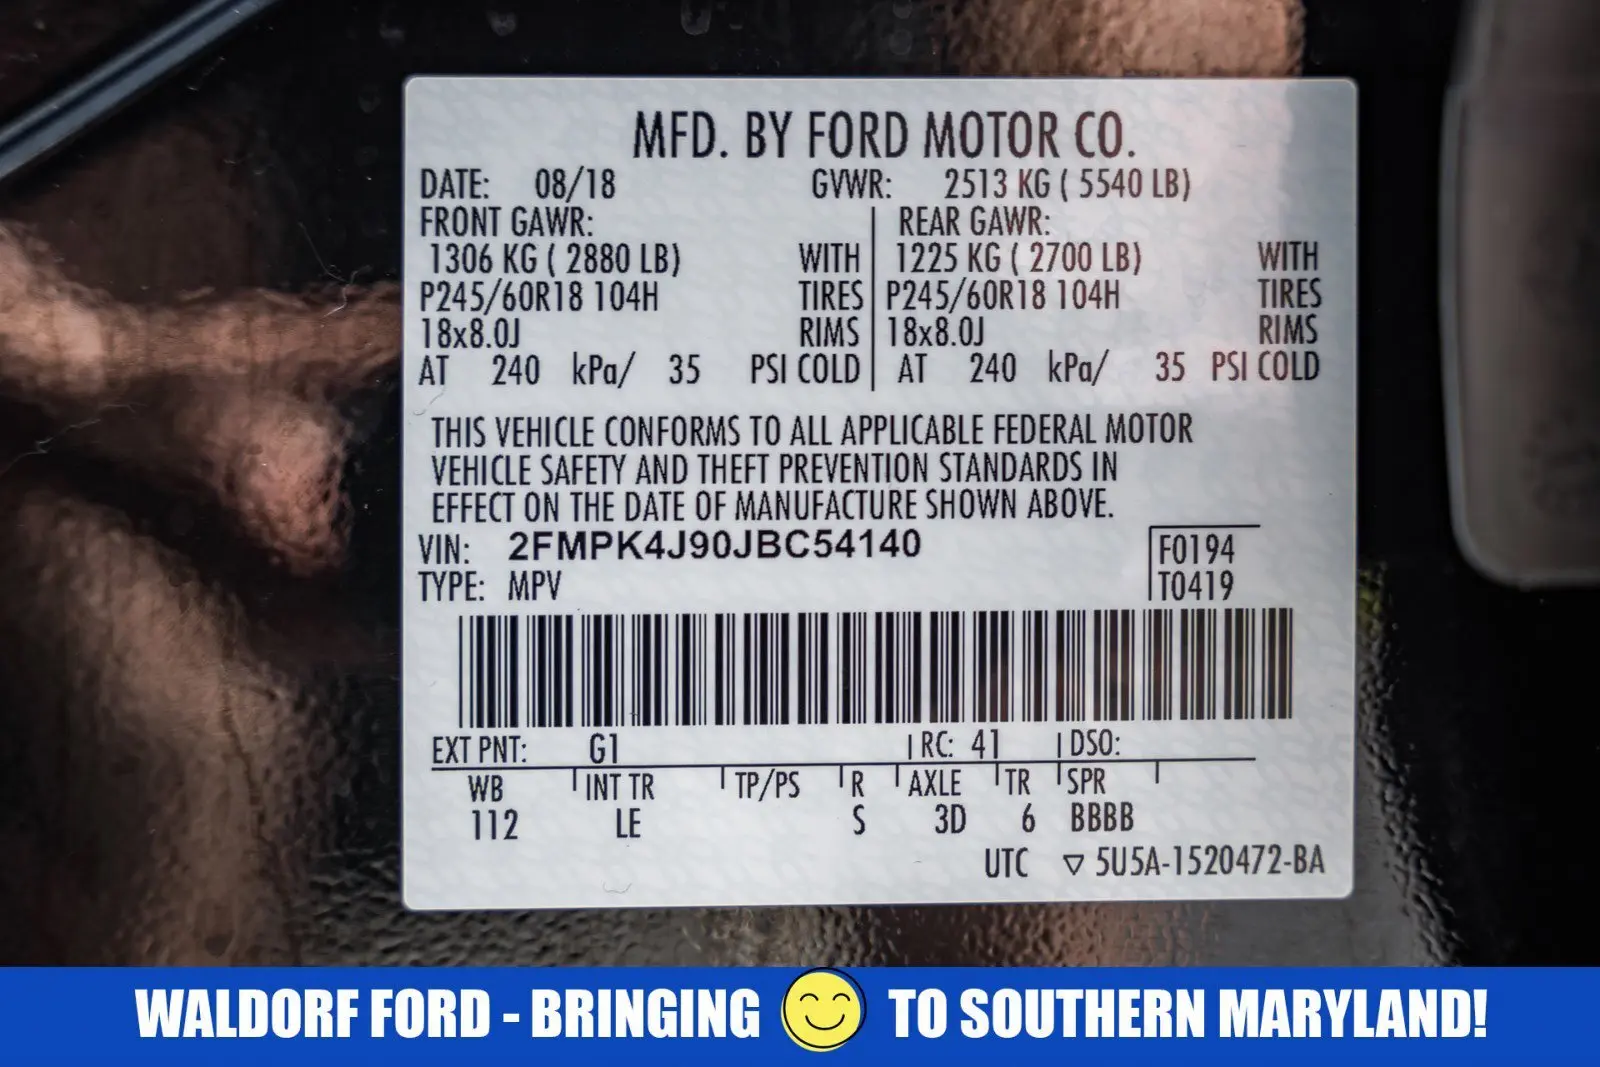 MFD. BY FORD MOTOR CO.
DATE: 08/18 GVWR: 2513 KG ( 5540 LB)
FRONT GAWR: REAR GAWR:
1306 KG ( 2880 LB) WITH 1225 KG ( 2700 LB) WITH
P245/60R18 104H TIRES P245/60R18 104H TIRES
18x8.0J RIMS 18x8.0J RIMS
AT 240 kPa/ 35 PSI COLD AT 240 kPa/ 35 PSI COLD
THIS VEHICLE CONFORMS TO ALL APPLICABLE FEDERAL MOTOR
VEHICLE SAFETY AND THEFT PREVENTION STANDARDS IN
EFFECT ON THE DATE OF MANUFACTURE SHOWN ABOVE.
VIN: 2FMPK4J90JBC54140 F0194
TYPE: MPV T0419
EXT PNT: G1 RC: 41 DSO:
WB INT TR TP/PS R AXLE TR SPR
112 LE S 3D 6 BBBB
UTC ▽ 5U5A-1520472-BA
WALDORF FORD - BRINGING 😊 TO SOUTHERN MARYLAND!